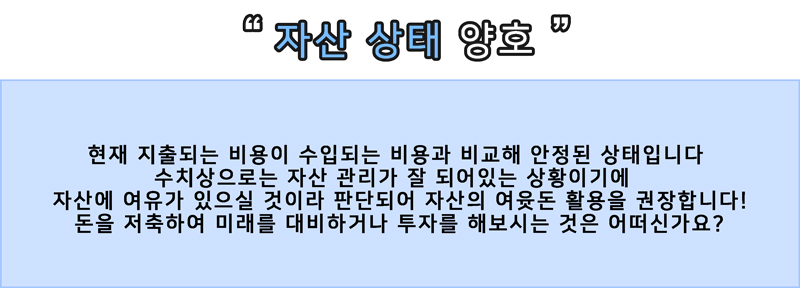 “ 자산 상태 양호 ”
현재 지출되는 비용이 수입되는 비용과 비교해 안정된 상태입니다
수치상으로는 자산 관리가 잘 되어있는 상황이기에
자산에 여유가 있으실 것이라 판단되어 자산의 여윳돈 활용을 권장합니다!
돈을 저축하여 미래를 대비하거나 투자를 해보시는 것은 어떠신가요?